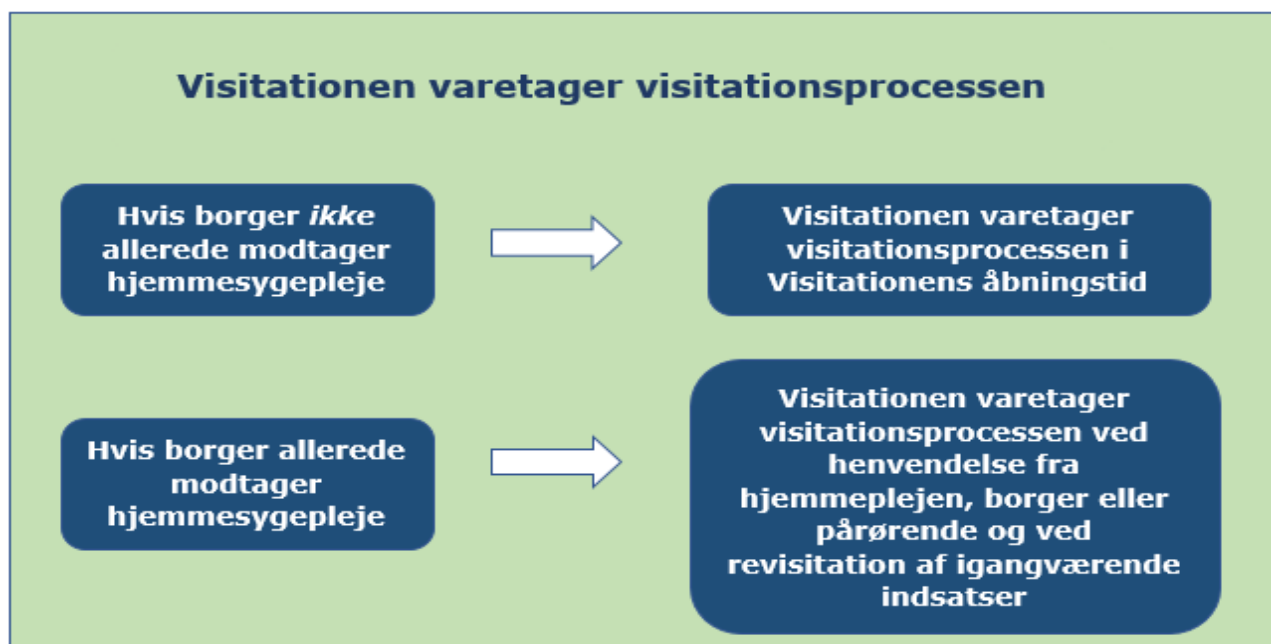 Visitationen varetager visitationsprocessen
Hvis borger ikke
allerede modtager
hjemmesygepleje
Visitationen varetager
visitationsprocessen i
Visitationens åbningstid
Hvis borger allerede
modtager
hjemmesygepleje
Visitationen varetager
visitationsprocessen ved
henvendelse fra
hjemmeplejen, borger eller
pårørende og ved
revisitation af igangværende
indsatser